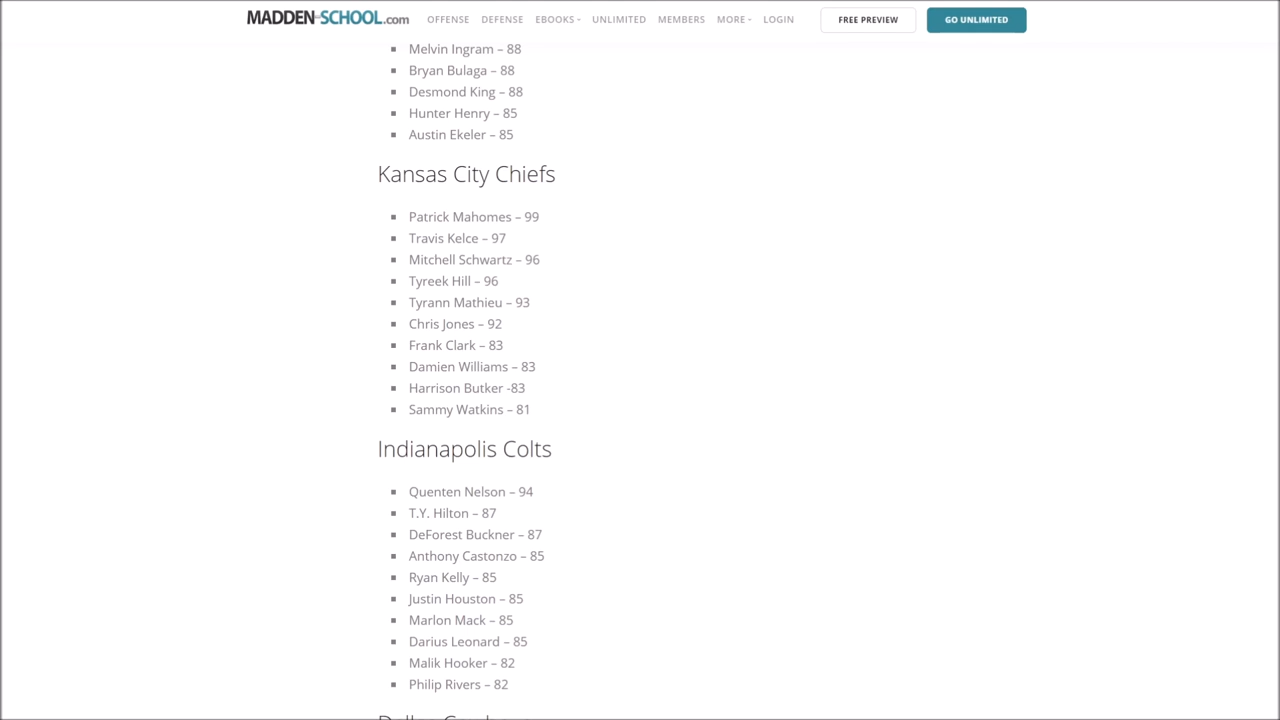 MADDEN-SCHOOL.com OFFENSE DEFENSE EBOOKS UNLIMITED MEMBERS MORE LOGIN FREE PREVIEW GO UNLIMITED
Melvin Ingram – 88
Bryan Bulaga – 88
Desmond King – 88
Hunter Henry – 85
Austin Ekeler – 85
Kansas City Chiefs
Patrick Mahomes – 99
Travis Kelce – 97
Mitchell Schwartz – 96
Tyreek Hill – 96
Tyrann Mathieu – 93
Chris Jones – 92
Frank Clark – 83
Damien Williams – 83
Harrison Butker -83
Sammy Watkins – 81
Indianapolis Colts
Quenten Nelson – 94
T.Y. Hilton – 87
DeForest Buckner – 87
Anthony Castonzo – 85
Ryan Kelly – 85
Justin Houston – 85
Marlon Mack – 85
Darius Leonard – 85
Malik Hooker – 82
Philip Rivers – 82